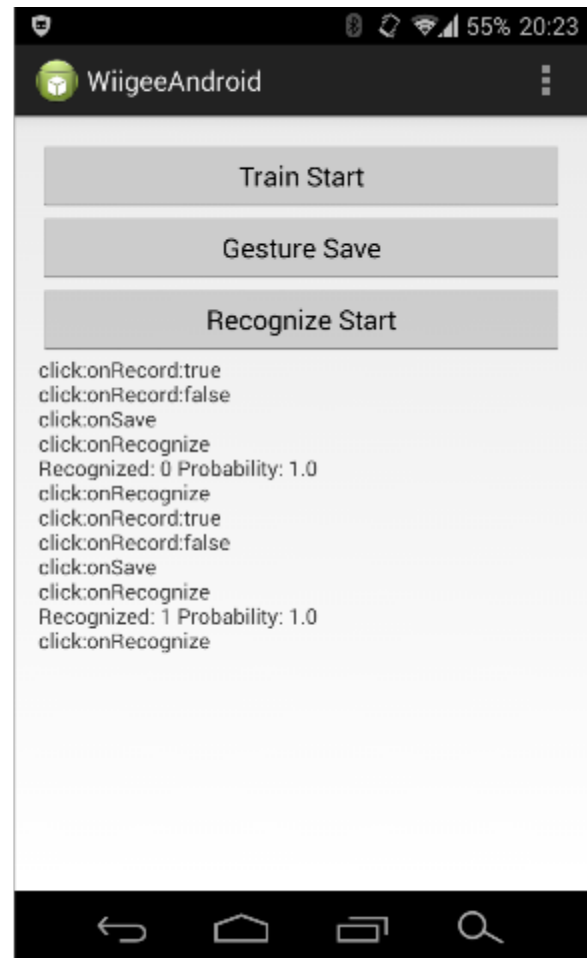 55% 20:23
WiigeeAndroid
Train Start
Gesture Save
Recognize Start
click:onRecord:true
click:onRecord:false
click:onSave
click:onRecognize
Recognized: 0 Probability: 1.0
click:onRecognize
click:onRecord:true
click:onRecord:false
click:onSave
click:onRecognize
Recognized: 1 Probability: 1.0
click:onRecognize